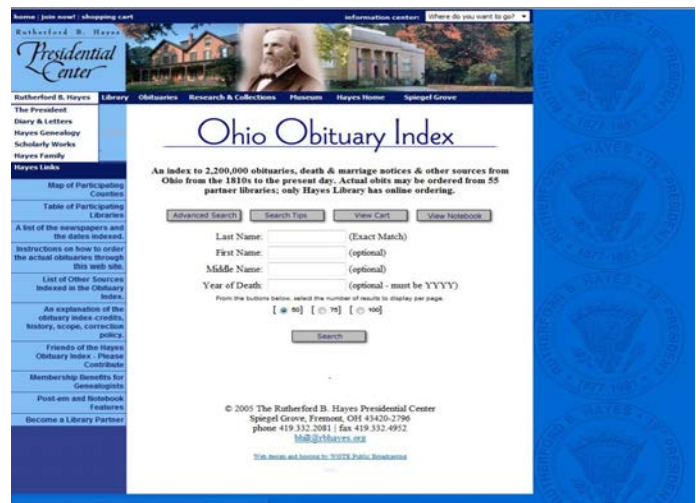 home | join now! | shopping cart
information center: Where do you want to go?
Rutherford B. Hayes
Presidential
Center
Rutherford B. Hayes Library Obituaries Research & Collections Museum Hayes Home Spiegel Grove
The President
Diary & Letters
Hayes Genealogy
Scholarly Works
Hayes Family
Hayes Links
Map of Participating
Counties
Table of Participating
Libraries
A list of the newspapers and
the dates indexed.
Instructions on how to order
the actual obituaries through
this web site.
List of Other Sources
Indexed in the Obituary
Index.
An explanation of the
obituary index-credits,
history, scope, correction
policy.
Friends of the Hayes
Obituary Index - Please
Contribute
Membership Benefits for
Genealogists
Post-em and Notebook
Features
Become a Library Partner
Ohio Obituary Index
An index to 2,200,000 obituaries, death & marriage notices & other sources from
Ohio from the 1810s to the present day. Actual obits may be ordered from 55
partner libraries; only Hayes Library has online ordering.
Advanced Search Search Tips View Cart View Notebook
Last Name: (Exact Match)
First Name: (optional)
Middle Name: (optional)
Year of Death: (optional - must be YYYY)
From the buttons below, select the number of results to display per page.
[ 50] [ 75] [ 100]
Search
© 2005 The Rutherford B. Hayes Presidential Center
Spiegel Grove, Fremont, OH 43420-2796
phone 419.332.2081 | fax 419.332.4952
bhill@rbhayes.org
Web design and hosting by WGTE Public Broadcasting